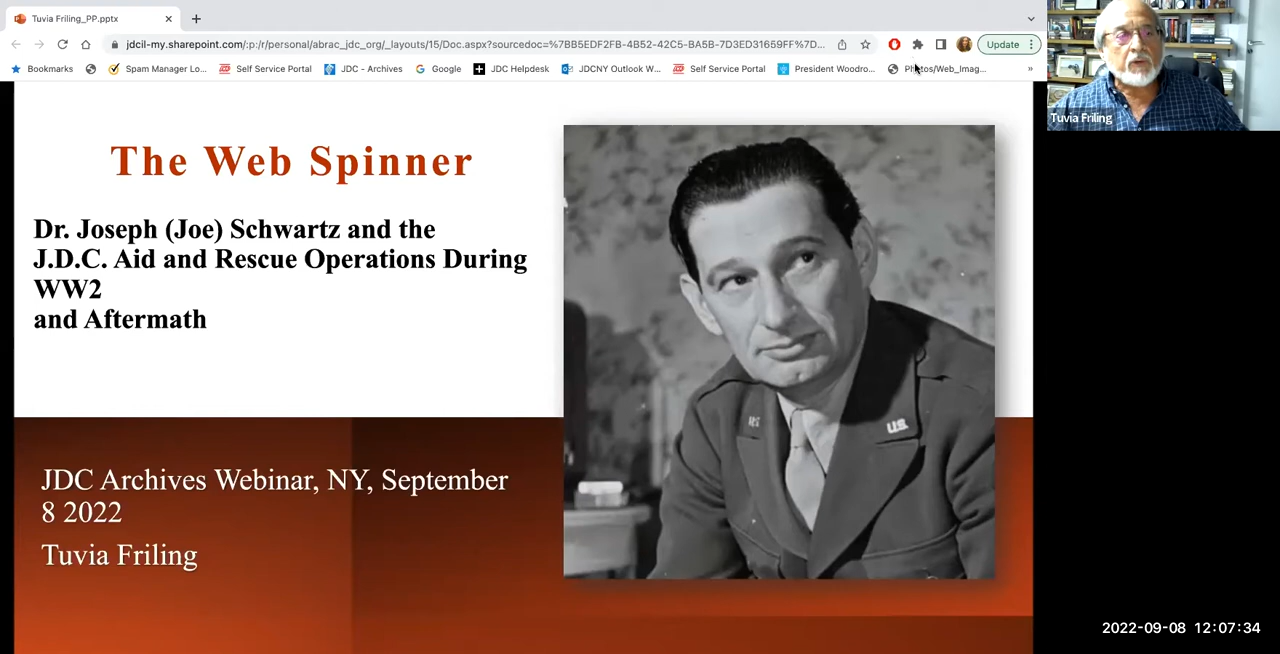 Tuvia Friling_PP.pptx
jdcil-my.sharepoint.com/:p:/r/personal/abrac_jdc_org/_layouts/15/Doc.aspx?sourcedoc=%7BB5EDF2FB-4B52-42C5-BA5B-7D3ED31659FF%7D...
Update
Bookmarks
Spam Manager Lo...
Self Service Portal
JDC - Archives
Google
JDC Helpdesk
JDCNY Outlook W...
Self Service Portal
President Woodro...
Photos/Web_Imag...
»
Tuvia Friling
The Web Spinner
Dr. Joseph (Joe) Schwartz and the
J.D.C. Aid and Rescue Operations During
WW2
and Aftermath
U.S.
JDC Archives Webinar, NY, September
8 2022
Tuvia Friling
2022-09-08 12:07:34